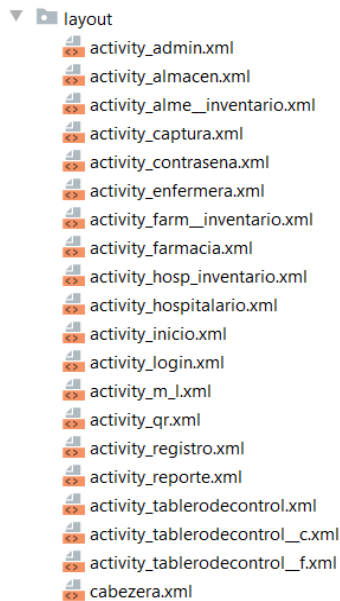 layout
activity_admin.xml
activity_almacen.xml
activity_alme__inventario.xml
activity_captura.xml
activity_contrasena.xml
activity_enfermera.xml
activity_farm__inventario.xml
activity_farmacia.xml
activity_hosp_inventario.xml
activity_hospitalario.xml
activity_inicio.xml
activity_login.xml
activity_m_l.xml
activity_qr.xml
activity_registro.xml
activity_reporte.xml
activity_tablerodecontrol.xml
activity_tablerodecontrol__c.xml
activity_tablerodecontrol__f.xml
cabezera.xml